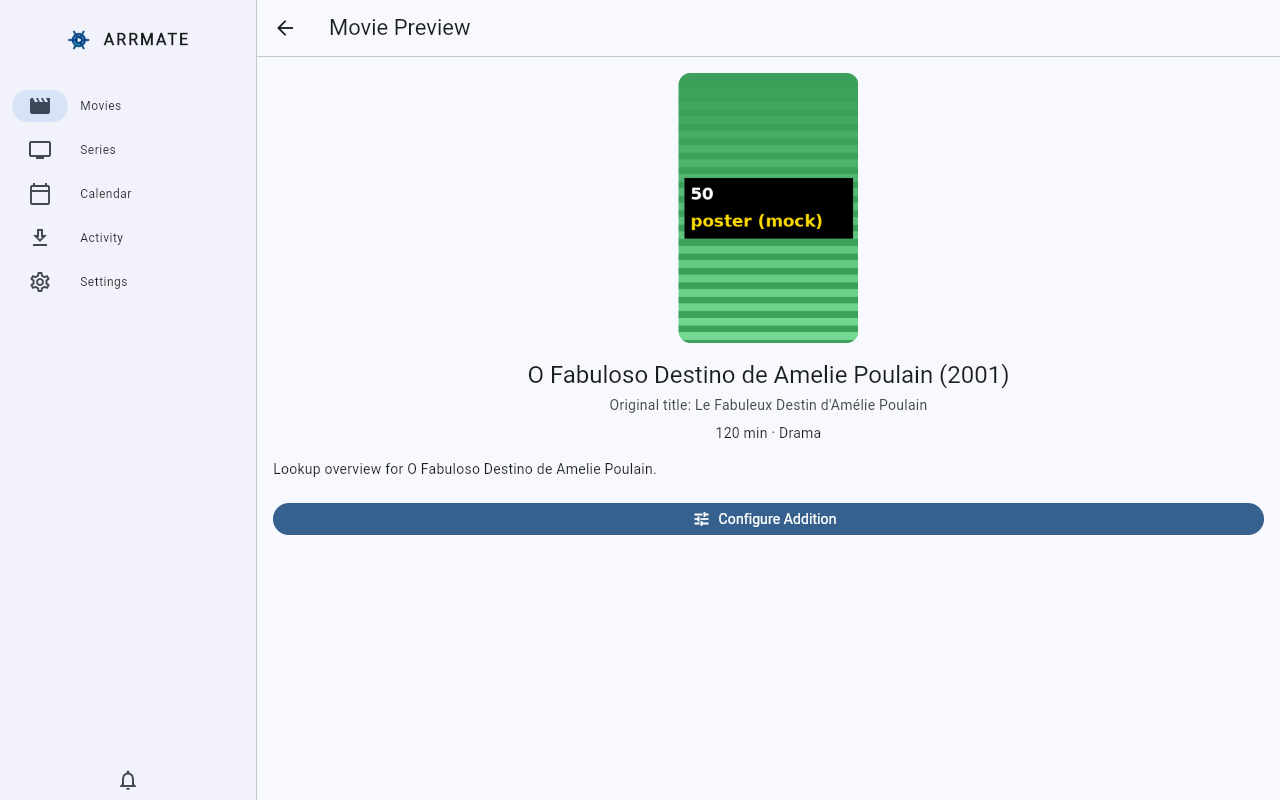 ARRMATE
Movies
Series
Calendar
Activity
Settings
Movie Preview
50
poster (mock)
O Fabuloso Destino de Amelie Poulain (2001)
Original title: Le Fabuleux Destin d'Amélie Poulain
120 min · Drama
Lookup overview for O Fabuloso Destino de Amelie Poulain.
Configure Addition